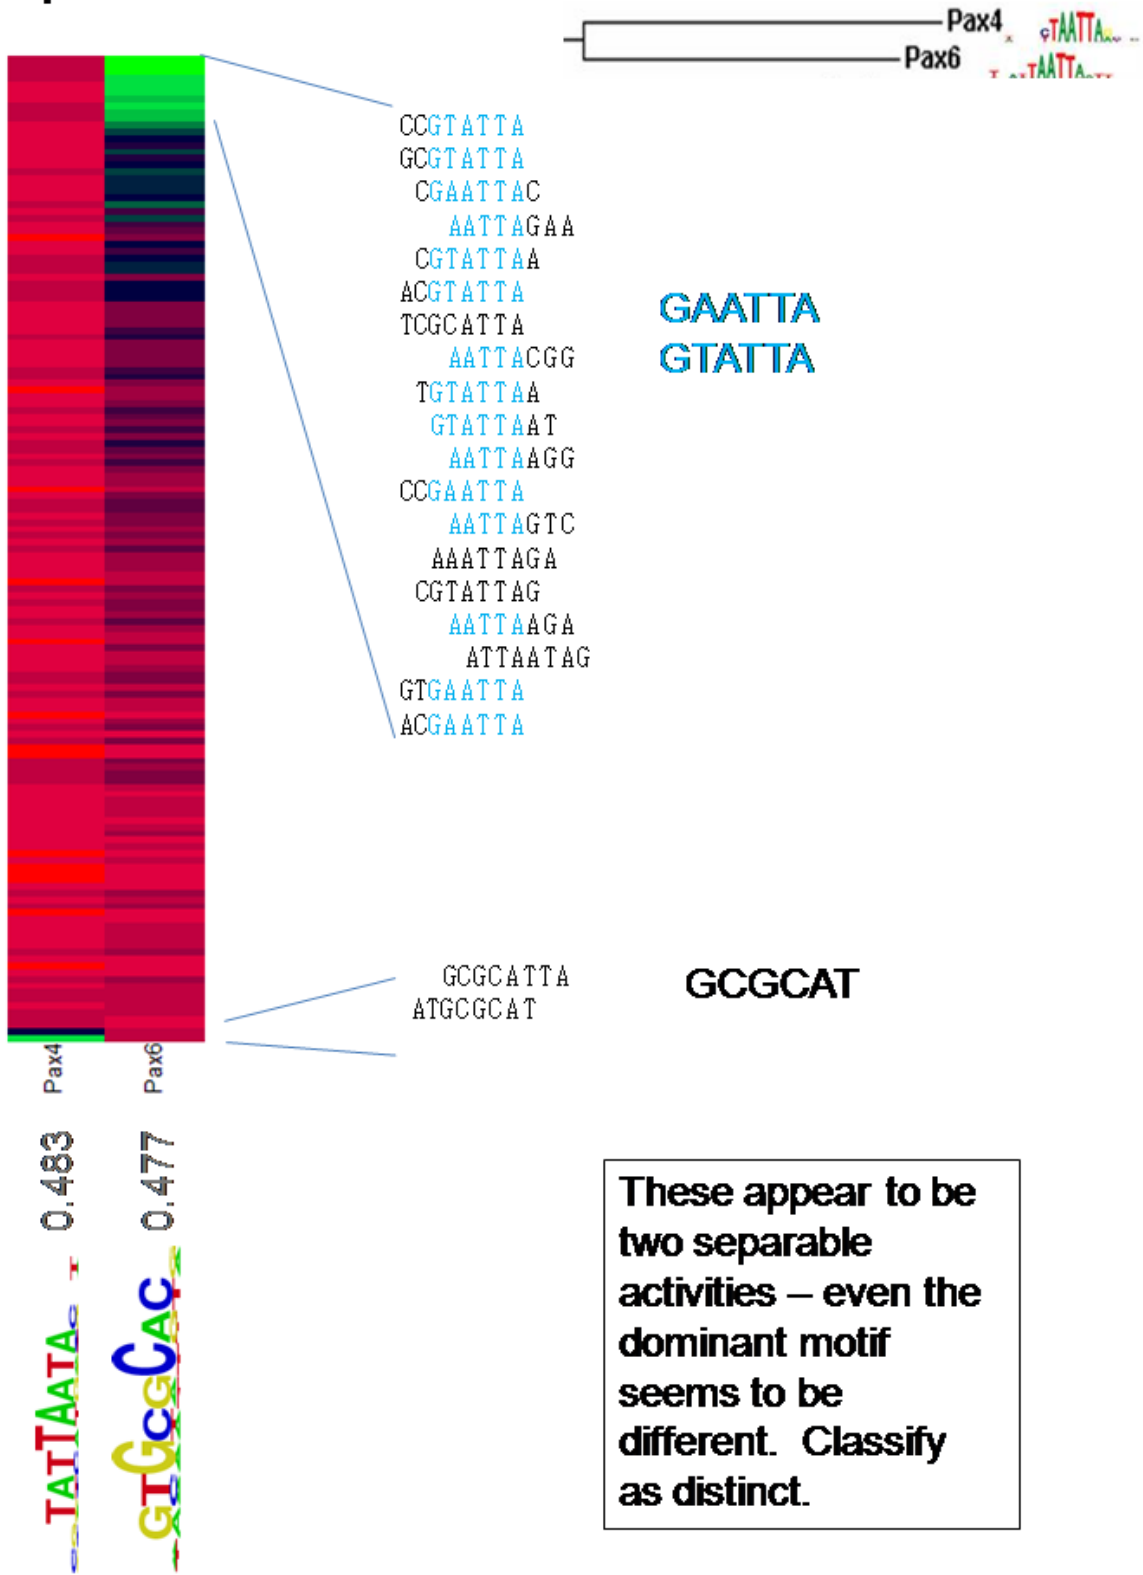 Pax4
Pax6
CCGTATTA
GCGTATTA
CGAATTAC
AATTAGAA
CGTATTAA
ACGTATTA
TCGCATTA
AATTACGG
TGTATTAA
GTATTAAT
AATTAAGG
CCGAATTA
AATTAGTC
AAATTAGA
CGTATTAG
AATTAAGA
ATTAATAG
GTGAATTA
ACGAATTA
GAATTA
GTATTA
GCGCATTA
ATGCGCAT
GCGCAT
Pax4
Pax6
0.483
0.477
TATTAATA
GTGCGCAC
These appear to be
two separable
activities – even the
dominant motif
seems to be
different. Classify
as distinct.